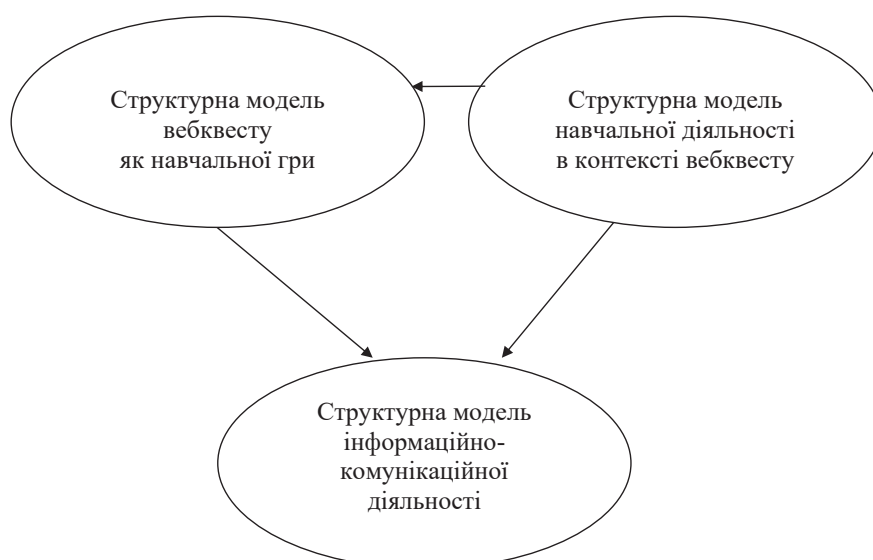 Структурна модель
вебквесту
як навчальної гри
Структурна модель
навчальної діяльності
в контексті вебквесту
Структурна модель
інформаційно-
комунікаційної
діяльності